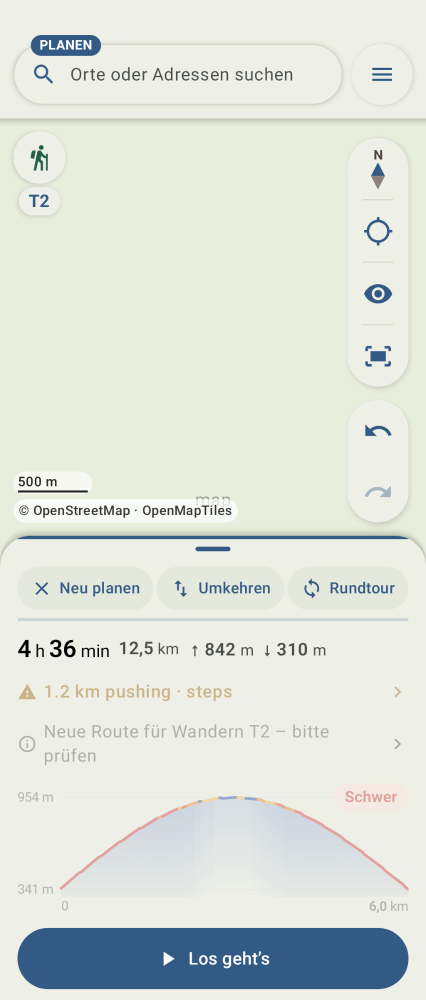 PLANEN
Orte oder Adressen suchen
N
T2
500 m
map
© OpenStreetMap · OpenMapTiles
Neu planen
Umkehren
Rundtour
4 h 36 min 12,5 km ↑ 842 m ↓ 310 m
1.2 km pushing · steps
Neue Route für Wandern T2 – bitte
prüfen
954 m
Schwer
341 m
0
6,0 km
Los geht’s